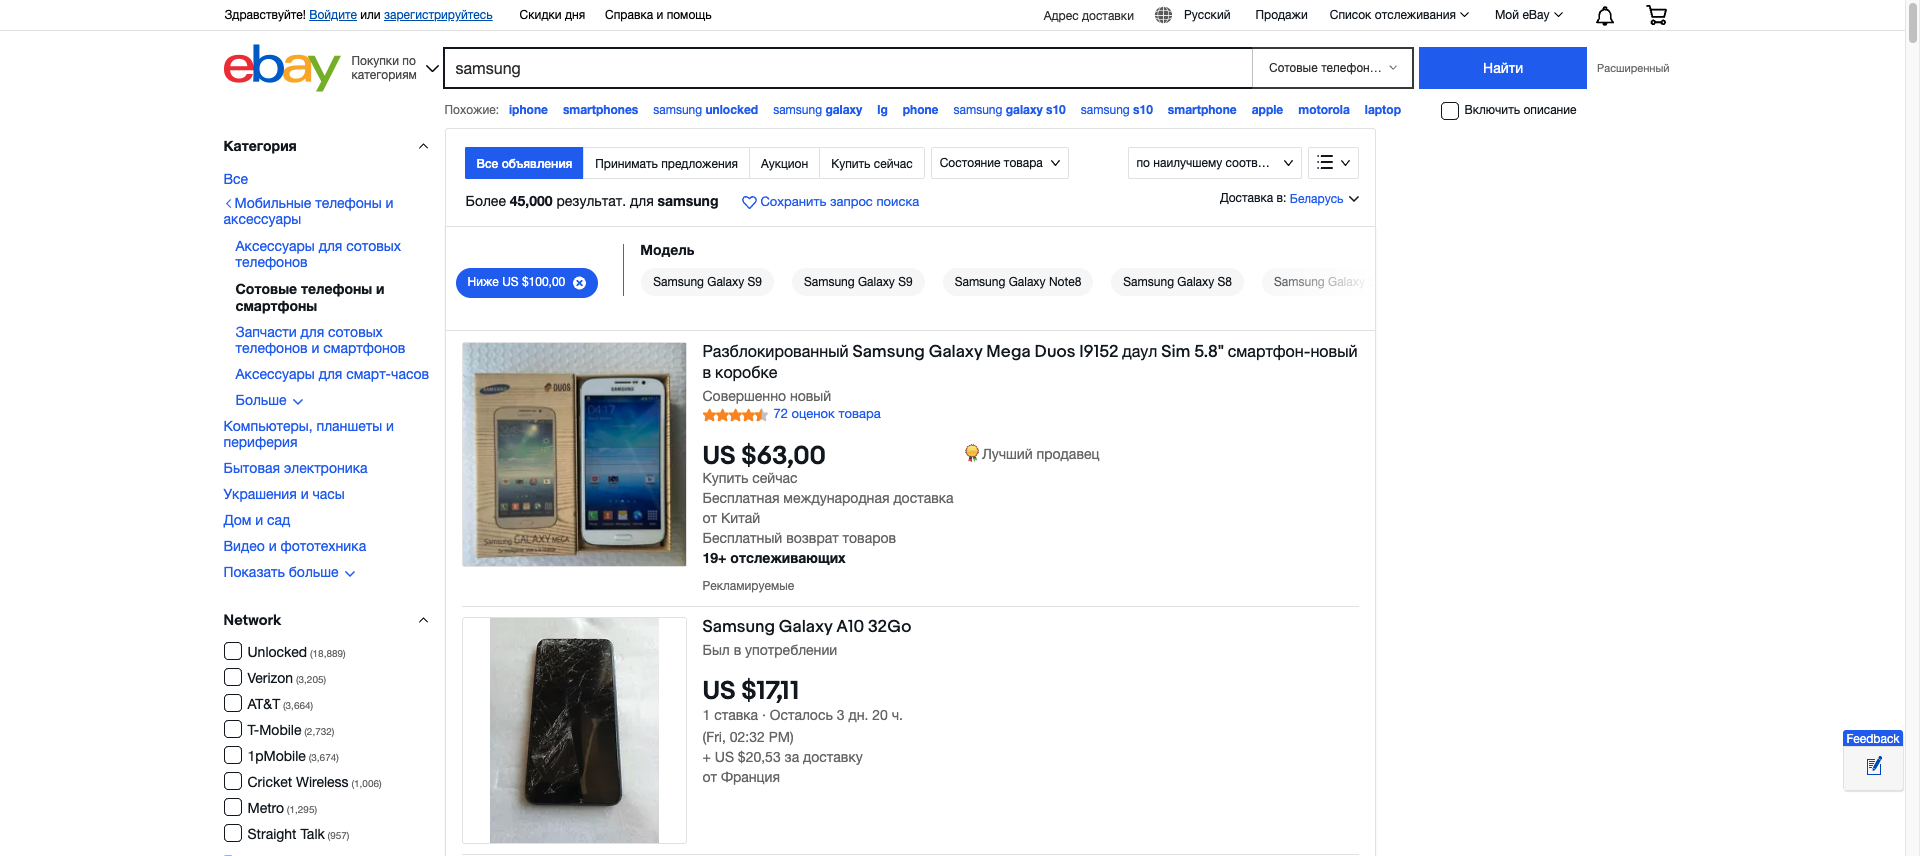 Здравствуйте! Войдите или зарегистрируйтесь
Скидки дня
Справка и помощь
Адрес доставки
Русский
Продажи
Список отслеживания
Мой eBay
ebay
Покупки по
категориям
samsung
Сотовые телефон...
Найти
Расширенный
Похожие: iphone smartphones samsung unlocked samsung galaxy lg phone samsung galaxy s10 samsung s10 smartphone apple motorola laptop
Включить описание
Категория
Все
Мобильные телефоны и
аксессуары
Аксессуары для сотовых
телефонов
Сотовые телефоны и
смартфоны
Запчасти для сотовых
телефонов и смартфонов
Аксессуары для смарт-часов
Больше
Компьютеры, планшеты и
периферия
Бытовая электроника
Украшения и часы
Дом и сад
Видео и фототехника
Показать больше
Network
Unlocked (18,889)
Verizon (3,205)
AT&T (3,664)
T-Mobile (2,732)
1pMobile (3,674)
Cricket Wireless (1,006)
Metro (1,295)
Straight Talk (957)
Все объявления
Принимать предложения
Аукцион
Купить сейчас
Состояние товара
по наилучшему соотв...
Более 45,000 результат. для samsung
Сохранить запрос поиска
Доставка в: Беларусь
Модель
Ниже US $100,00
Samsung Galaxy S9
Samsung Galaxy S9
Samsung Galaxy Note8
Samsung Galaxy S8
Samsung Galaxy
SAMSUNG
DUOS
SAMSUNG
04:17
Samsung GALAXY MEGA
Разблокированный Samsung Galaxy Mega Duos I9152 даул Sim 5.8" смартфон-новый
в коробке
Совершенно новый
72 оценок товара
US $63,00
Лучший продавец
Купить сейчас
Бесплатная международная доставка
от Китай
Бесплатный возврат товаров
19+ отслеживающих
Рекламируемые
Samsung Galaxy A10 32Go
Был в употреблении
US $17,11
1 ставка · Осталось 3 дн. 20 ч.
(Fri, 02:32 PM)
+ US $20,53 за доставку
от Франция
Feedback